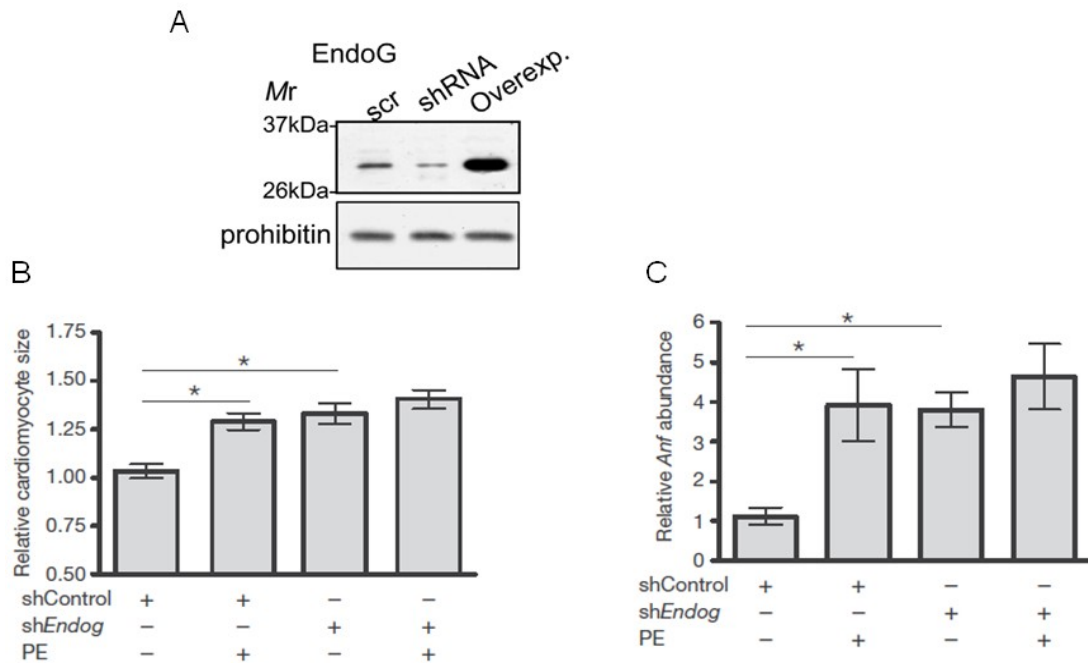 A
EndoG
Mr
scr shRNA Overexp.
37kDa
26kDa
prohibitin
B
Relative cardiomyocyte size
1.75
1.50
1.25
1.00
0.75
0.50
*
*
shControl + + – –
shEndog – – + +
PE – + – +
C
Relative Anf abundance
6
5
4
3
2
1
0
*
*
shControl + + – –
shEndog – – + +
PE – + – +